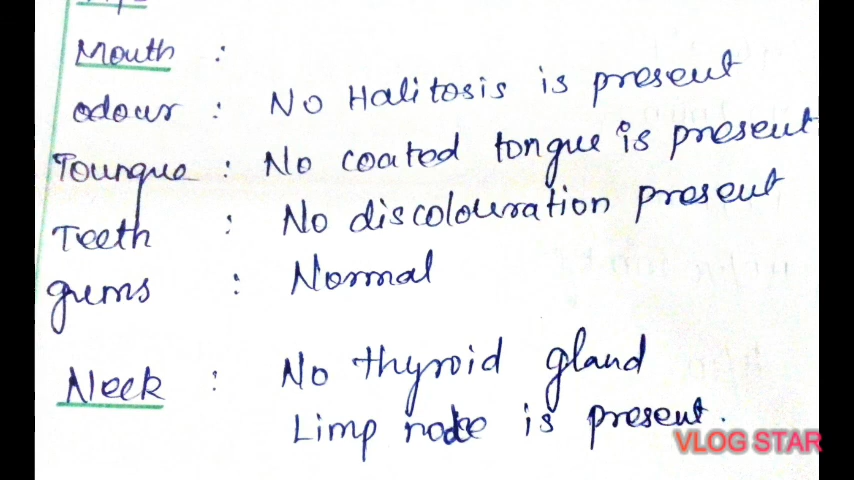 Mouth :
odour : No Halitosis is present
Toungue : No coated tongue is present
Teeth : No discolouration present
gums : Normal
Neck : No thyroid gland
Limp node is present.
VLOG STAR